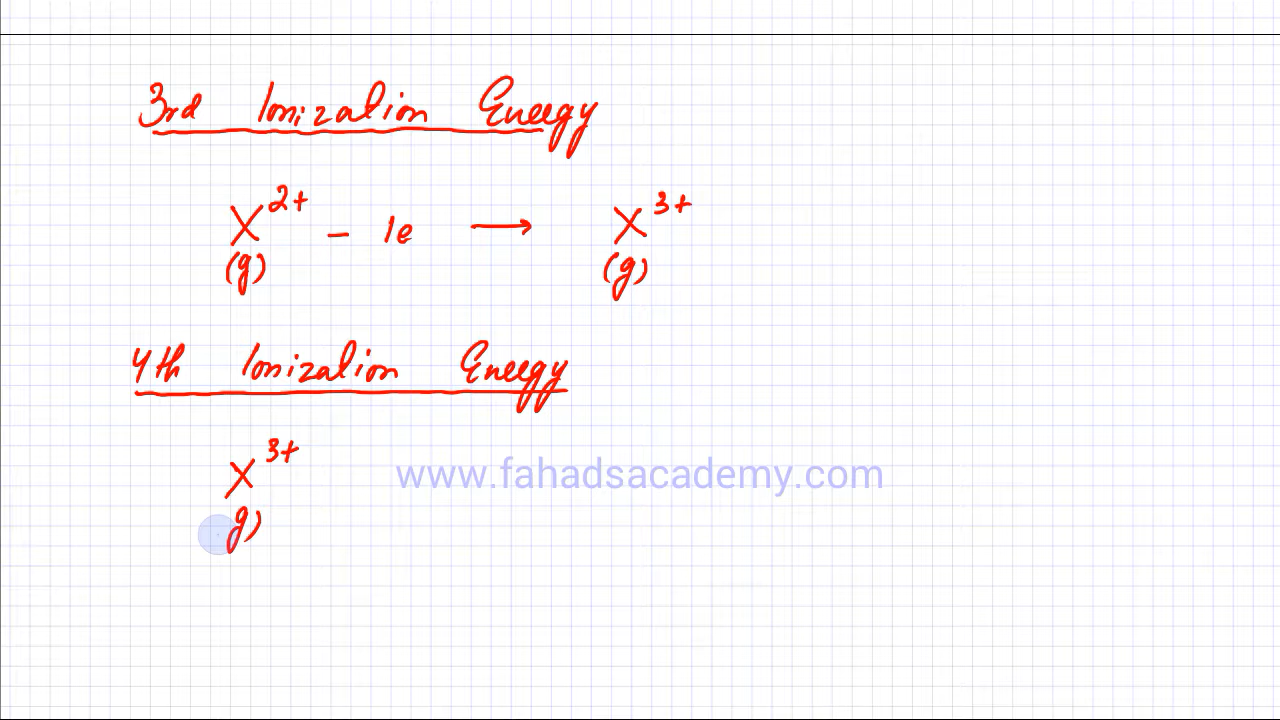 3rd Ionization Energy
X²⁺ - 1e → X³⁺
(g) (g)
4th Ionization Energy
X³⁺
www.fahadsacademy.com
g)